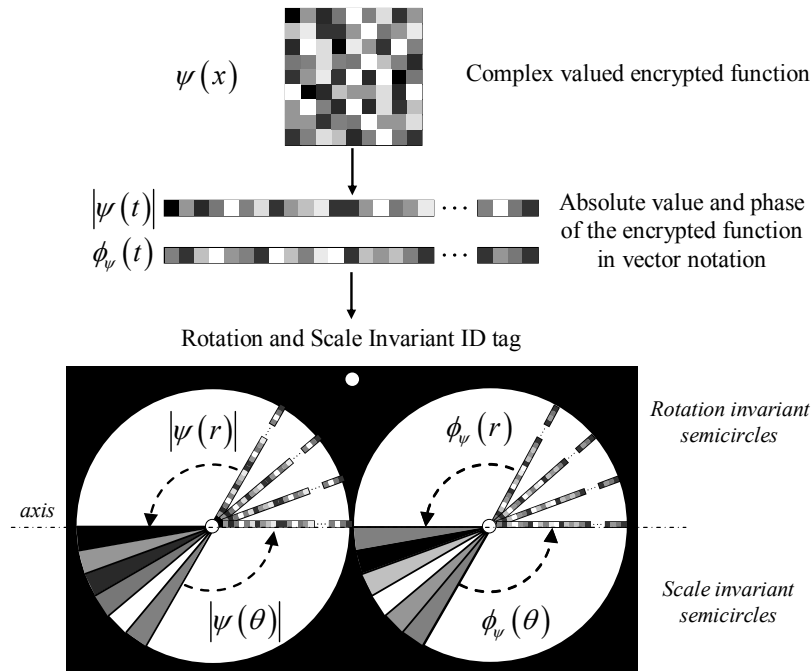 ψ(x)
Complex valued encrypted function
|ψ(t)|
ϕψ(t)
Absolute value and phase
of the encrypted function
in vector notation
Rotation and Scale Invariant ID tag
|ψ(r)|
ϕψ(r)
Rotation invariant
semicircles
axis
|ψ(θ)|
ϕψ(θ)
Scale invariant
semicircles